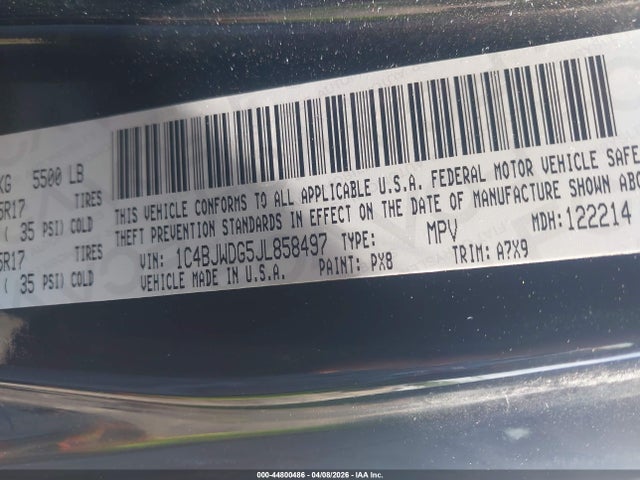 KG 5500 LB
5R17 TIRES
( 35 PSI) COLD
5R17 TIRES
( 35 PSI) COLD
THIS VEHICLE CONFORMS TO ALL APPLICABLE U.S.A. FEDERAL MOTOR VEHICLE SAFE
THEFT PREVENTION STANDARDS IN EFFECT ON THE DATE OF MANUFACTURE SHOWN ABO
VIN: 1C4BJWDG5JL858497 TYPE: MPV MDH:122214
VEHICLE MADE IN U.S.A. PAINT: PX8 TRIM: A7X9
000-44800486 - 04/08/2026 - IAA Inc.